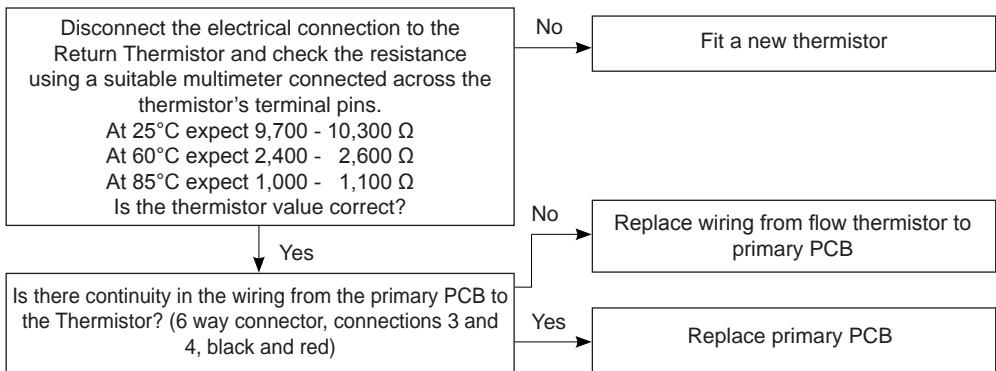 Disconnect the electrical connection to the
Return Thermistor and check the resistance
using a suitable multimeter connected across the
thermistor's terminal pins.
At 25°C expect 9,700 - 10,300 Ω
At 60°C expect 2,400 - 2,600 Ω
At 85°C expect 1,000 - 1,100 Ω
Is the thermistor value correct?
No
Fit a new thermistor
Yes
Is there continuity in the wiring from the primary PCB to
the Thermistor? (6 way connector, connections 3 and
4, black and red)
No
Replace wiring from flow thermistor to
primary PCB
Yes
Replace primary PCB